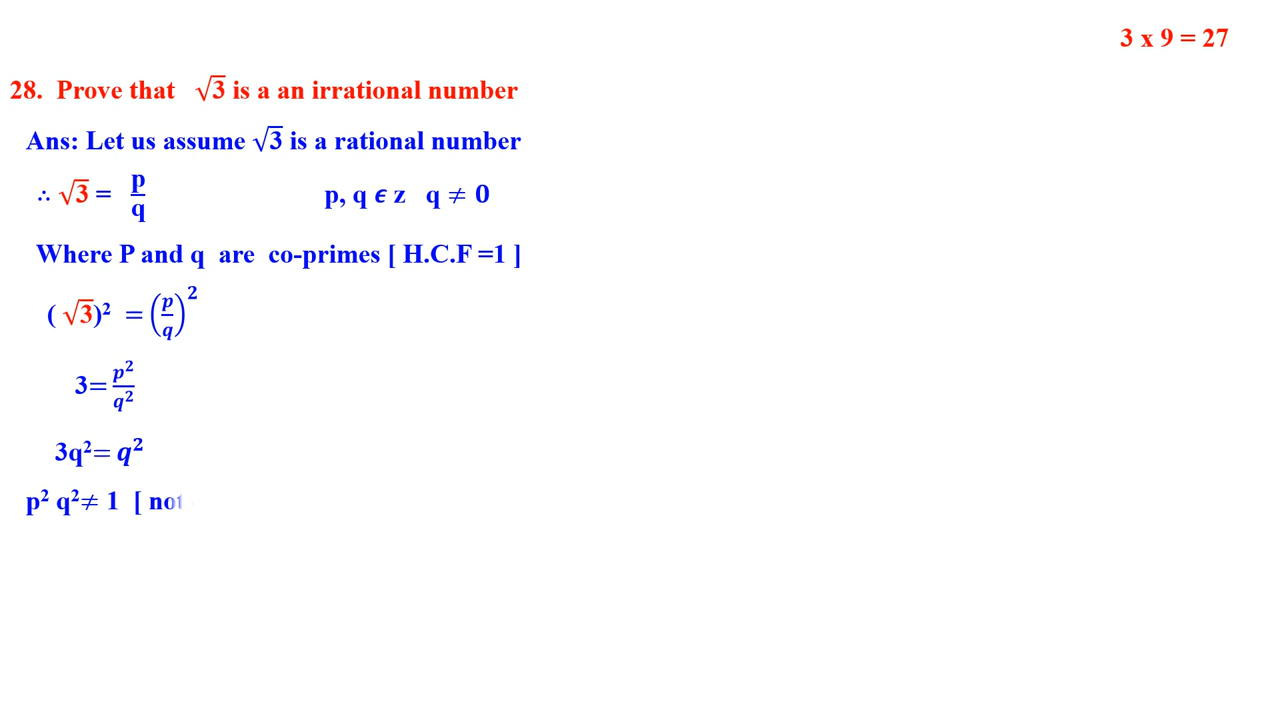 3 x 9 = 27
28. Prove that √3 is a an irrational number
Ans: Let us assume √3 is a rational number
∴ √3 = p/q p, q ϵ z q ≠ 0
Where P and q are co-primes [ H.C.F =1 ]
( √3)² = (p/q)²
3= p²/q²
3q²= q²
p² q²≠ 1 [ not